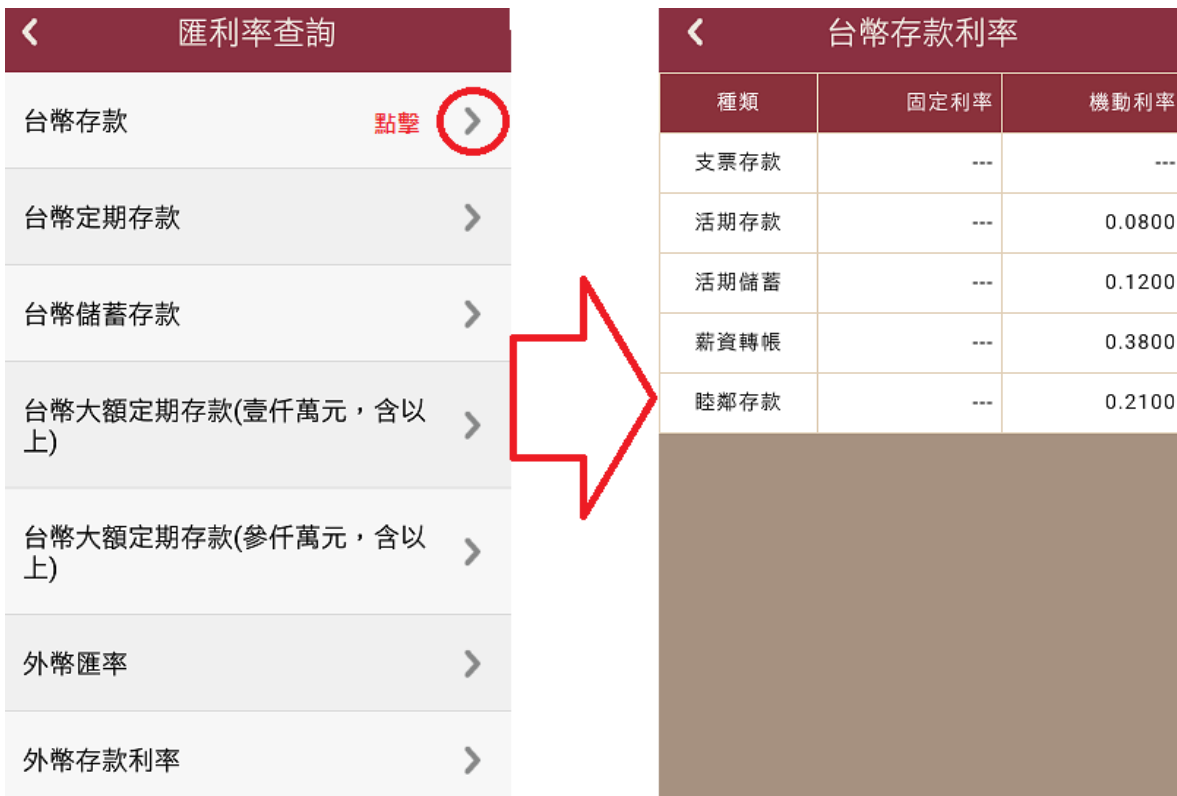 匯利率查詢
台幣存款 點擊
台幣定期存款
台幣儲蓄存款
台幣大額定期存款(壹仟萬元，含以
上)
台幣大額定期存款(參仟萬元，含以
上)
外幣匯率
外幣存款利率
台幣存款利率
種類 固定利率 機動利率
支票存款 --- ---
活期存款 --- 0.0800
活期儲蓄 --- 0.1200
薪資轉帳 --- 0.3800
睦鄰存款 --- 0.2100